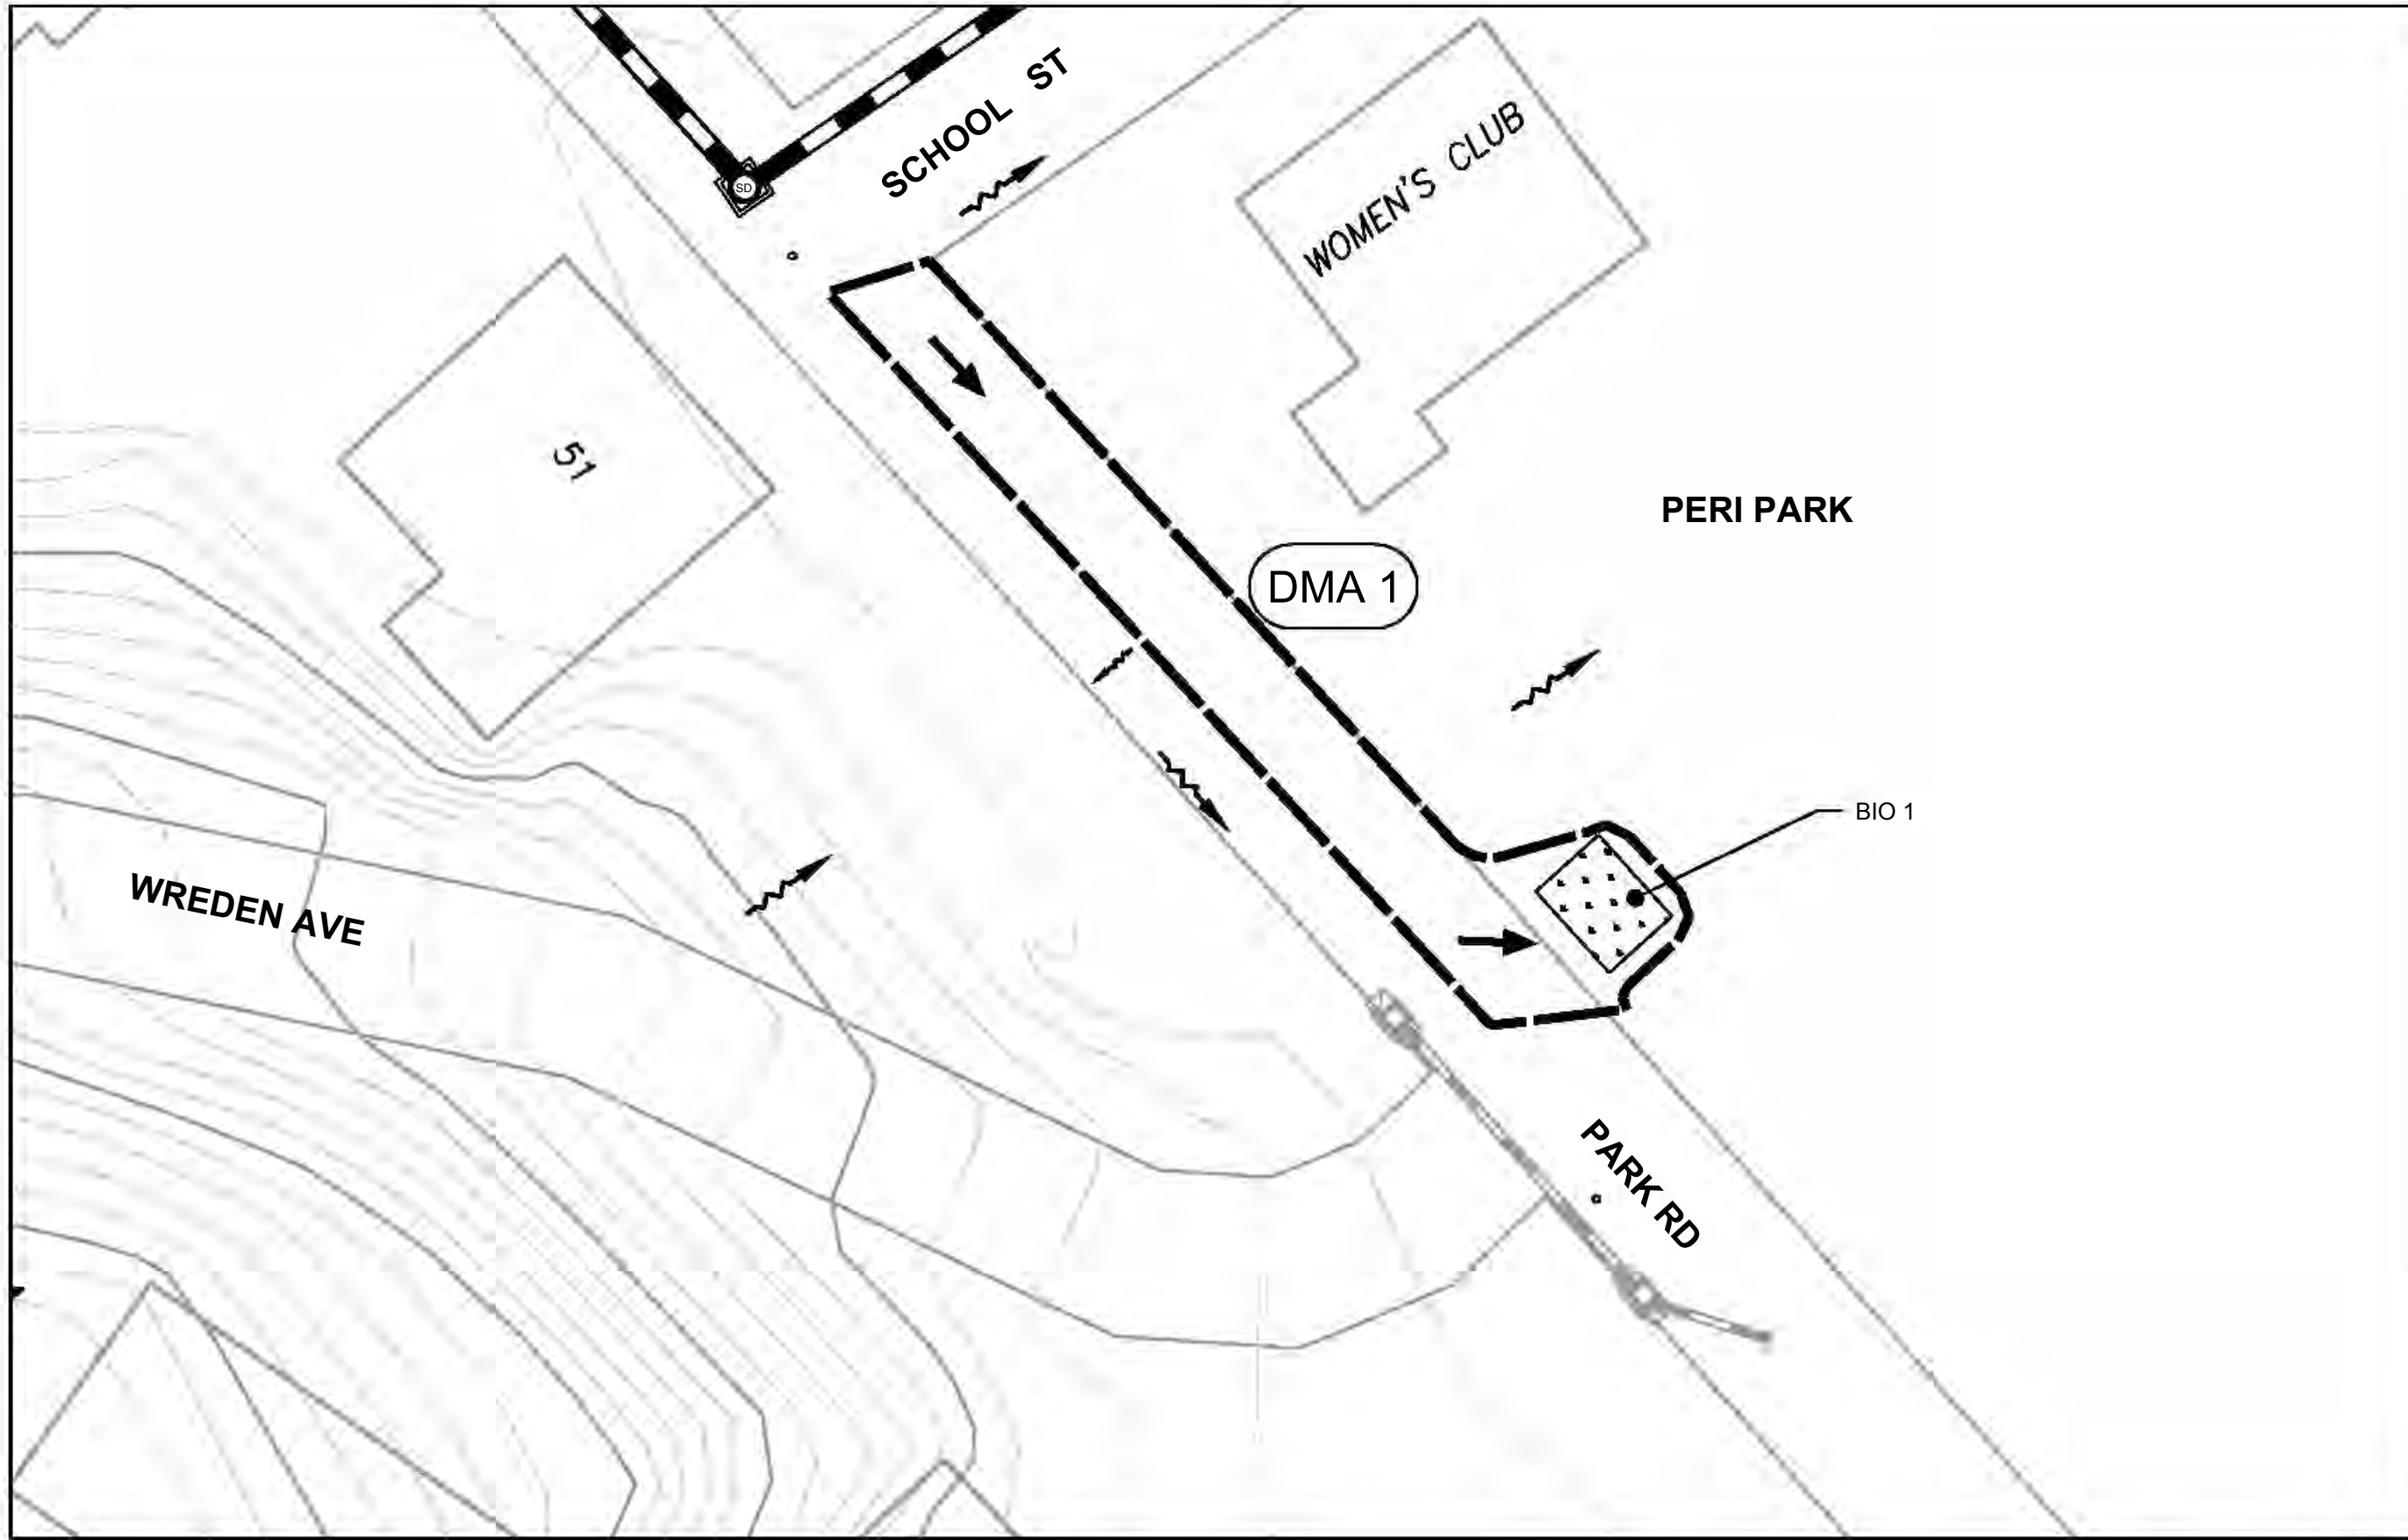 SCHOOL ST
SD
WOMEN'S CLUB
51
PERI PARK
DMA 1
BIO 1
WREDEN AVE
PARK RD